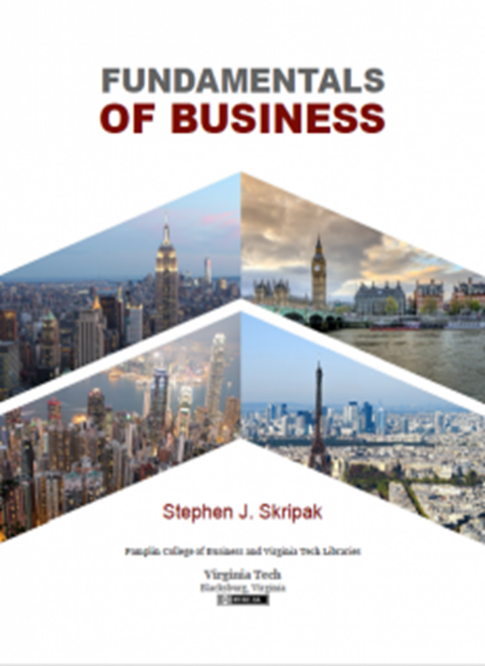 FUNDAMENTALS
OF BUSINESS
Stephen J. Skripak
Pamplin College of Business and Virginia Tech Libraries
Virginia Tech
Blacksburg, Virginia